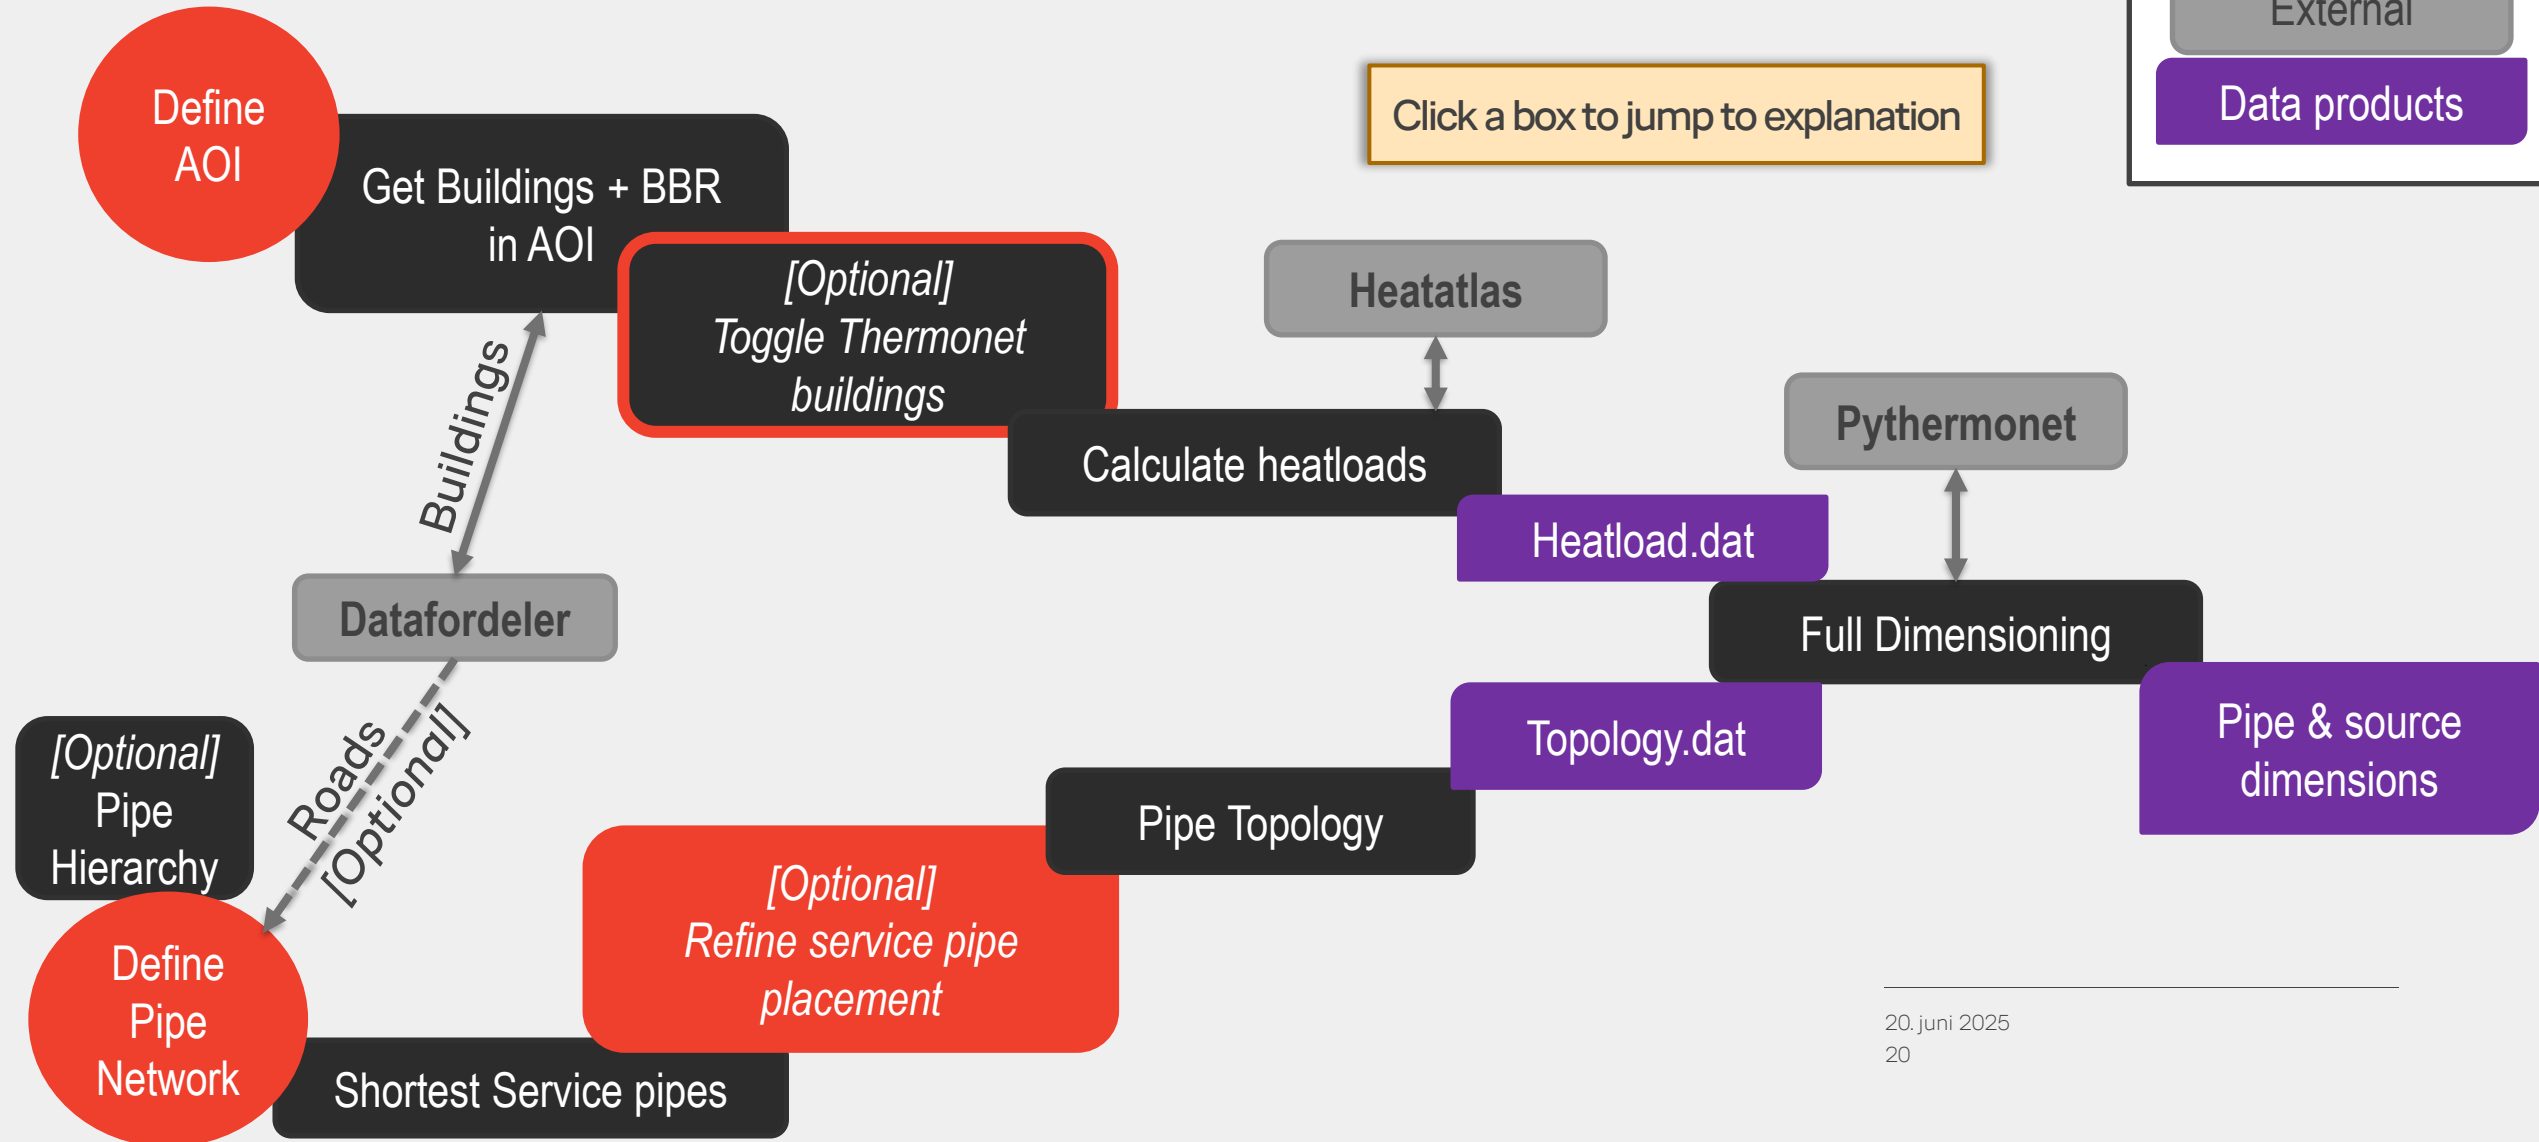 External
Data products
Click a box to jump to explanation
Define
AOI
Get Buildings + BBR
in AOI
[Optional]
Toggle Thermonet
buildings
Heatatlas
Calculate heatloads
Pythermonet
Heatload.dat
Buildings
Datafordeler
Full Dimensioning
Topology.dat
Pipe & source
dimensions
Roads
[Optional]
[Optional]
Pipe
Hierarchy
Pipe Topology
[Optional]
Refine service pipe
placement
Define
Pipe
Network
Shortest Service pipes
20. juni 2025
20